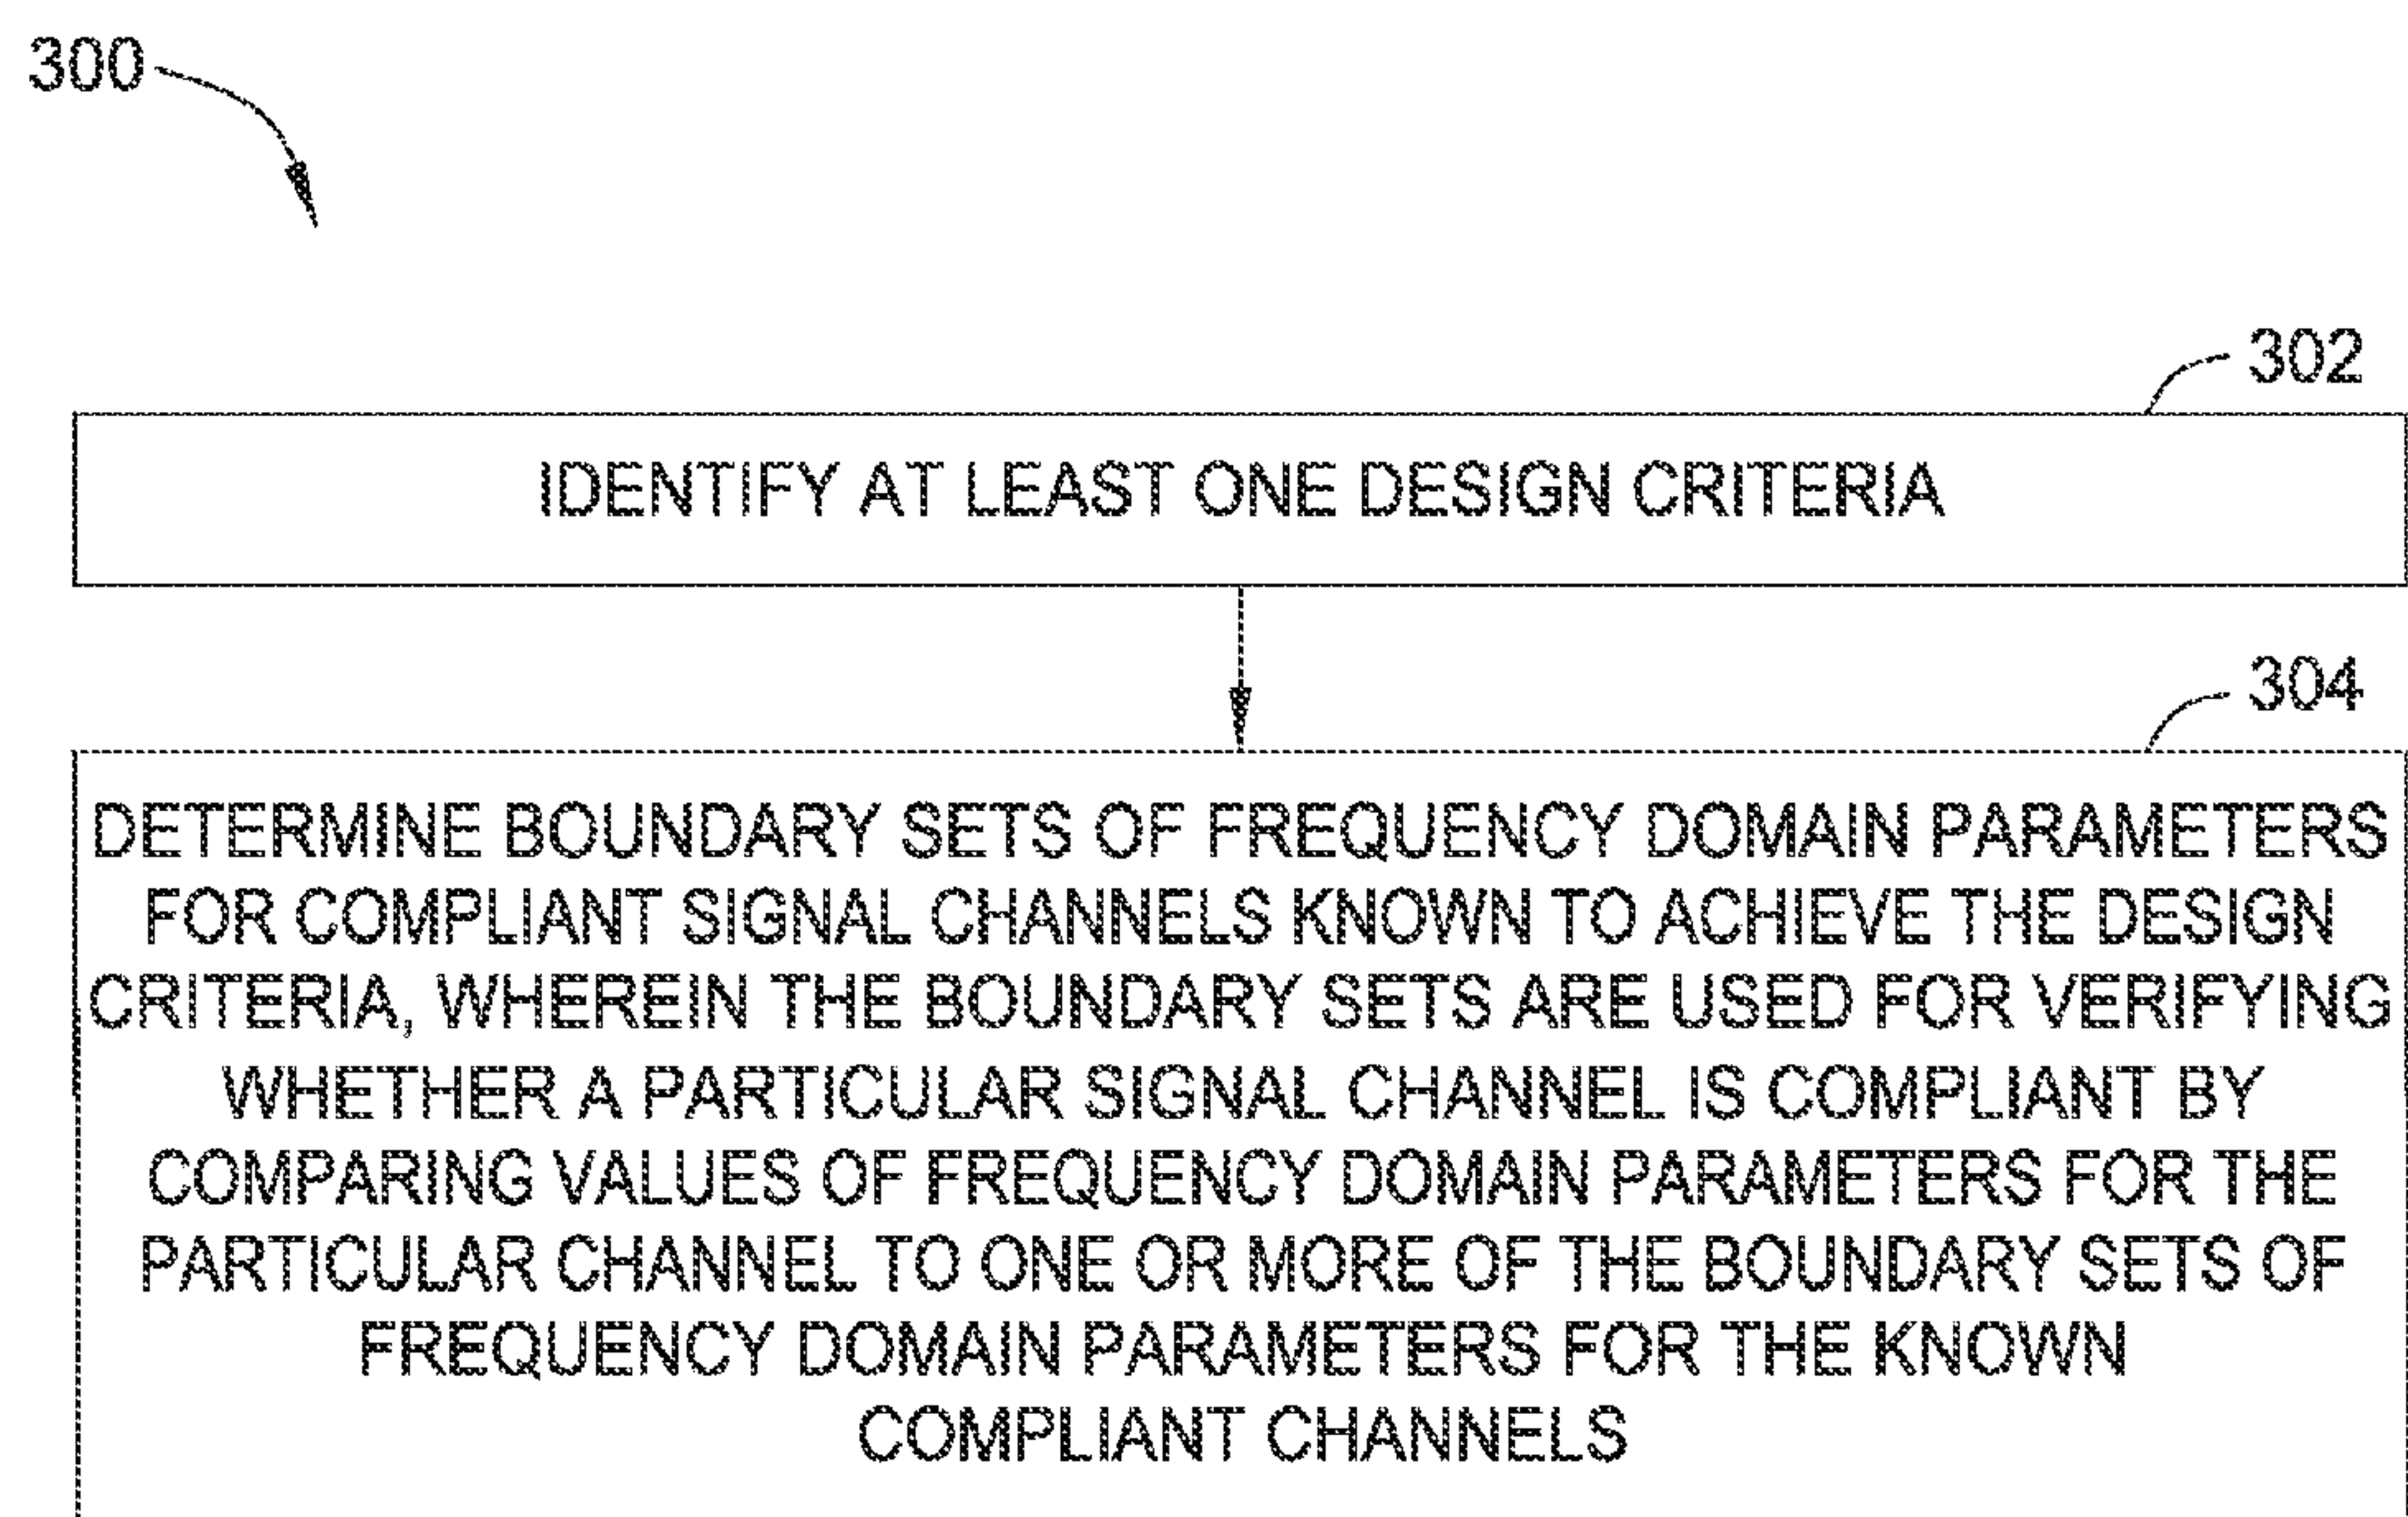 300
302
IDENTIFY AT LEAST ONE DESIGN CRITERIA
304
DETERMINE BOUNDARY SETS OF FREQUENCY DOMAIN PARAMETERS
FOR COMPLIANT SIGNAL CHANNELS KNOWN TO ACHIEVE THE DESIGN
CRITERIA, WHEREIN THE BOUNDARY SETS ARE USED FOR VERIFYING
WHETHER A PARTICULAR SIGNAL CHANNEL IS COMPLIANT BY
COMPARING VALUES OF FREQUENCY DOMAIN PARAMETERS FOR THE
PARTICULAR CHANNEL TO ONE OR MORE OF THE BOUNDARY SETS OF
FREQUENCY DOMAIN PARAMETERS FOR THE KNOWN
COMPLIANT CHANNELS